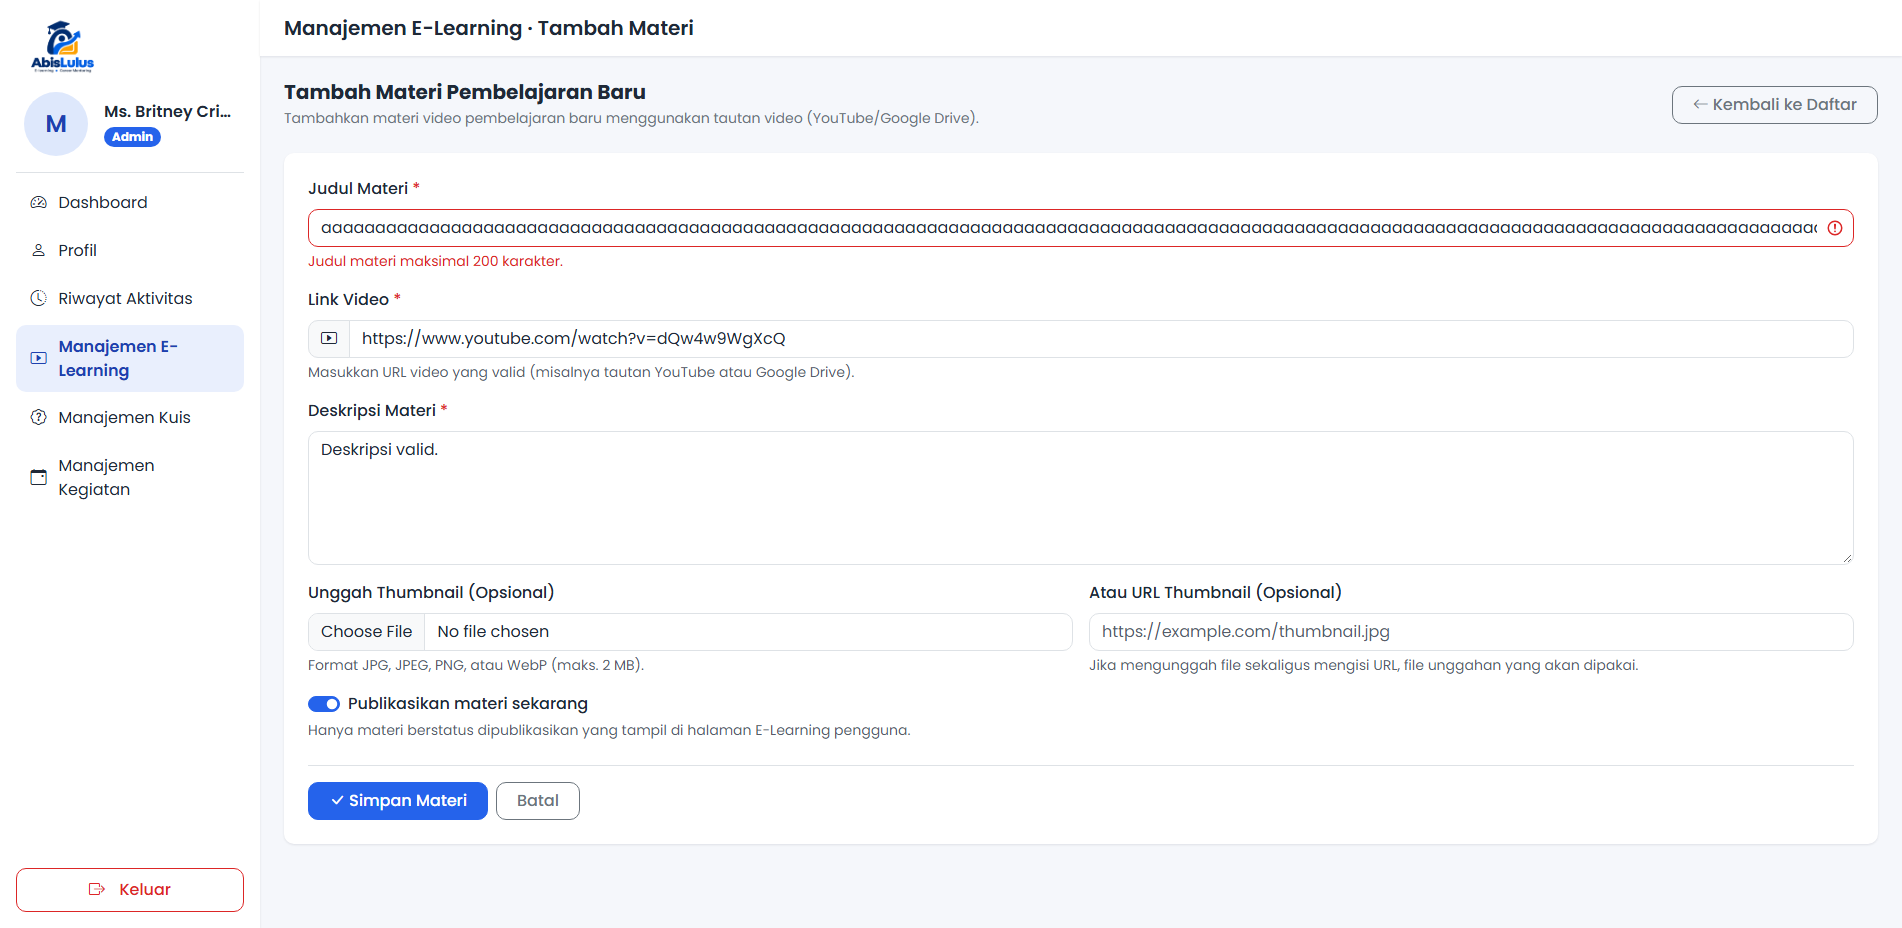 AbisLulus
M
Ms. Britney Cri...
Admin
Dashboard
Profil
Riwayat Aktivitas
Manajemen E-
Learning
Manajemen Kuis
Manajemen
Kegiatan
Keluar
Manajemen E-Learning · Tambah Materi
Tambah Materi Pembelajaran Baru
Tambahkan materi video pembelajaran baru menggunakan tautan video (YouTube/Google Drive).
← Kembali ke Daftar
Judul Materi *
Judul materi maksimal 200 karakter.
Link Video *
https://www.youtube.com/watch?v=dQw4w9WgXcQ
Masukkan URL video yang valid (misalnya tautan YouTube atau Google Drive).
Deskripsi Materi *
Deskripsi valid.
Unggah Thumbnail (Opsional)
Choose File No file chosen
Format JPG, JPEG, PNG, atau WebP (maks. 2 MB).
Atau URL Thumbnail (Opsional)
https://example.com/thumbnail.jpg
Jika mengunggah file sekaligus mengisi URL, file unggahan yang akan dipakai.
Publikasikan materi sekarang
Hanya materi berstatus dipublikasikan yang tampil di halaman E-Learning pengguna.
Simpan Materi
Batal